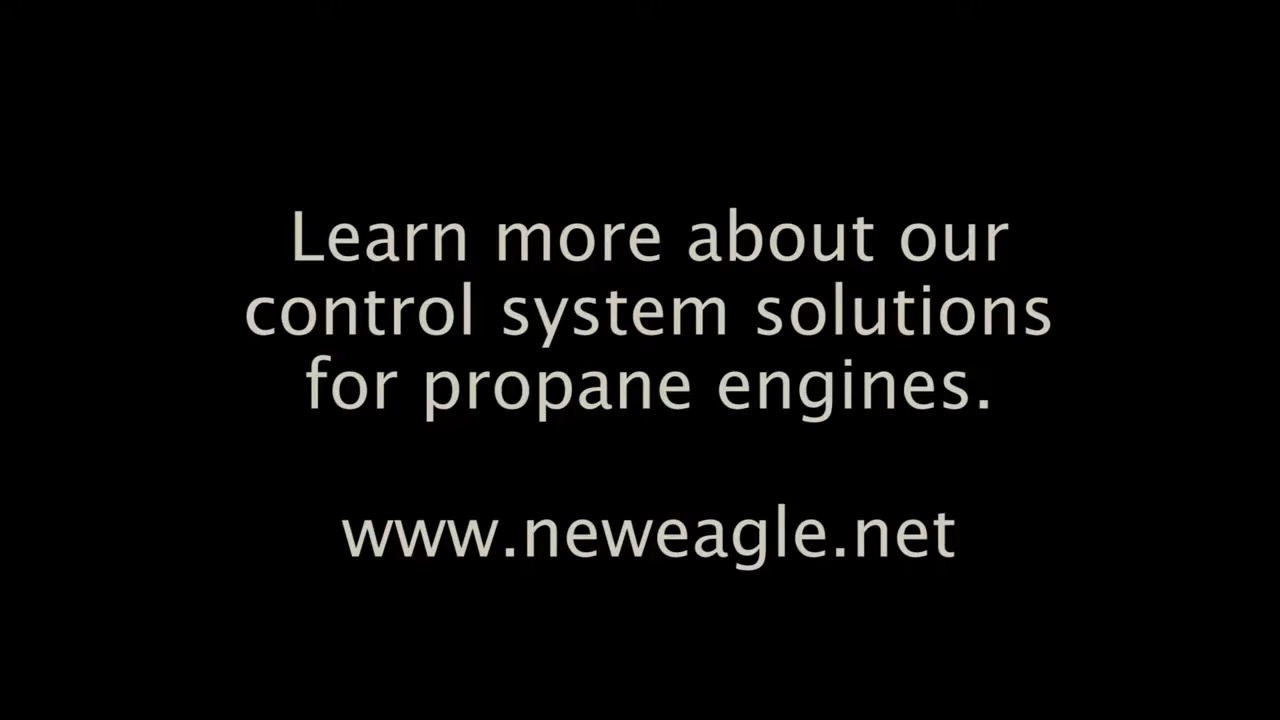 Learn more about our
control system solutions
for propane engines.
www.neweagle.net